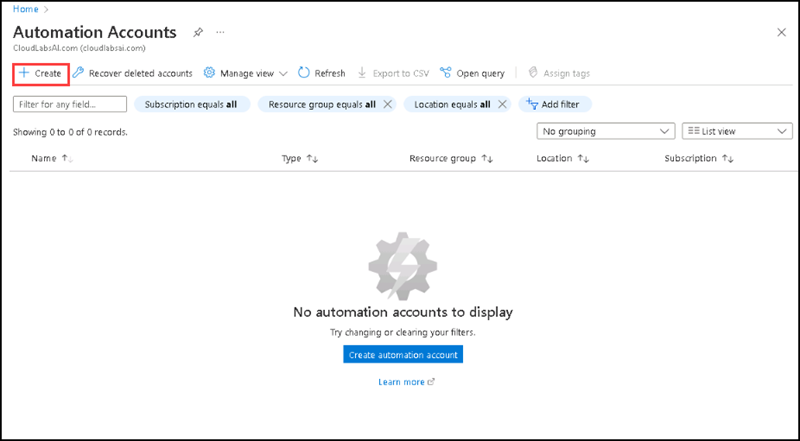 Home >
Automation Accounts ...
CloudLabsAI.com (cloudlabsai.com)
+ Create Recover deleted accounts Manage view Refresh Export to CSV Open query Assign tags
Filter for any field... Subscription equals all Resource group equals all Location equals all Add filter
Showing 0 to 0 of 0 records. No grouping List view
Name ↑↓ Type ↑↓ Resource group ↑↓ Location ↑↓ Subscription ↑↓
No automation accounts to display
Try changing or clearing your filters.
Create automation account
Learn more